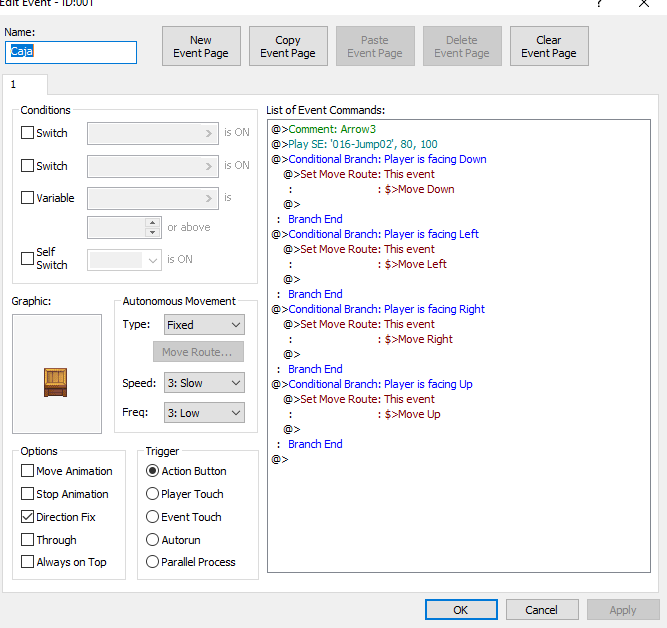 Edit Event - ID:001
?
Name:
Caja
New
Event Page
Copy
Event Page
Paste
Event Page
Delete
Event Page
Clear
Event Page
1
Conditions
Switch
is ON
Switch
is ON
Variable
is
or above
Self
Switch
is ON
Graphic:
Autonomous Movement
Type:
Fixed
Move Route...
Speed:
3: Slow
Freq:
3: Low
Options
Move Animation
Stop Animation
Direction Fix
Through
Always on Top
Trigger
Action Button
Player Touch
Event Touch
Autorun
Parallel Process
List of Event Commands:
@>Comment: Arrow3
@>Play SE: '016-Jump02', 80, 100
@>Conditional Branch: Player is facing Down
@>Set Move Route: This event
: : $>Move Down
@>
: Branch End
@>Conditional Branch: Player is facing Left
@>Set Move Route: This event
: : $>Move Left
@>
: Branch End
@>Conditional Branch: Player is facing Right
@>Set Move Route: This event
: : $>Move Right
@>
: Branch End
@>Conditional Branch: Player is facing Up
@>Set Move Route: This event
: : $>Move Up
@>
: Branch End
@>
OK
Cancel
Apply